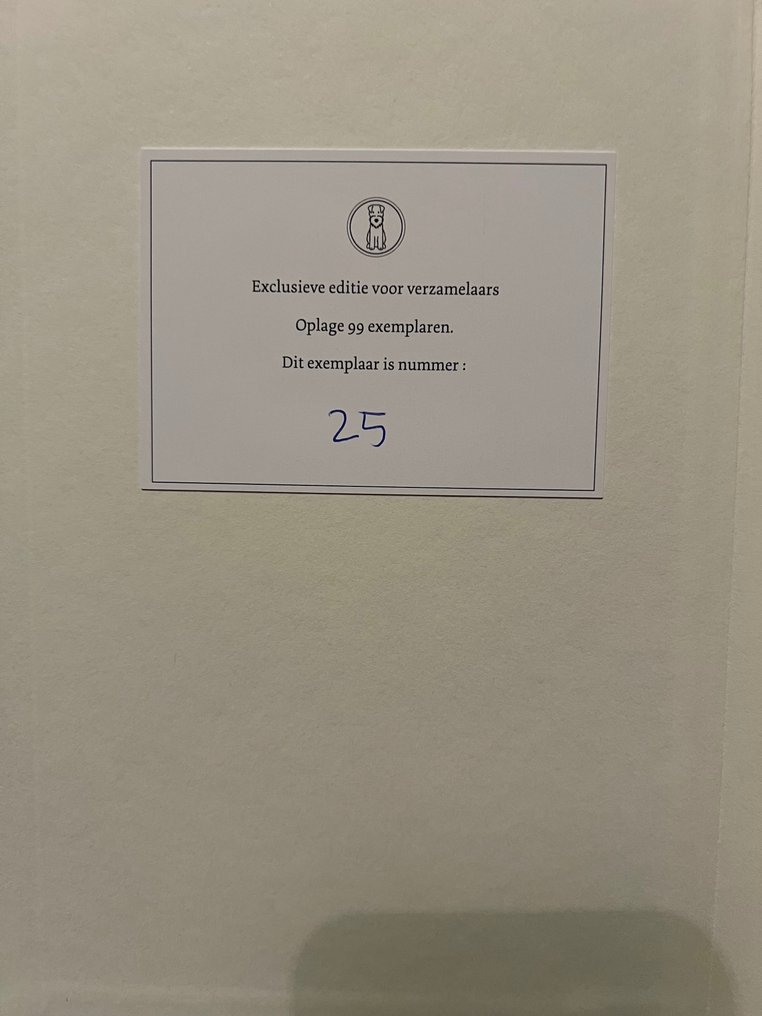 Exclusieve editie voor verzamelaars
Oplage 99 exemplaren.
Dit exemplaar is nummer :
25